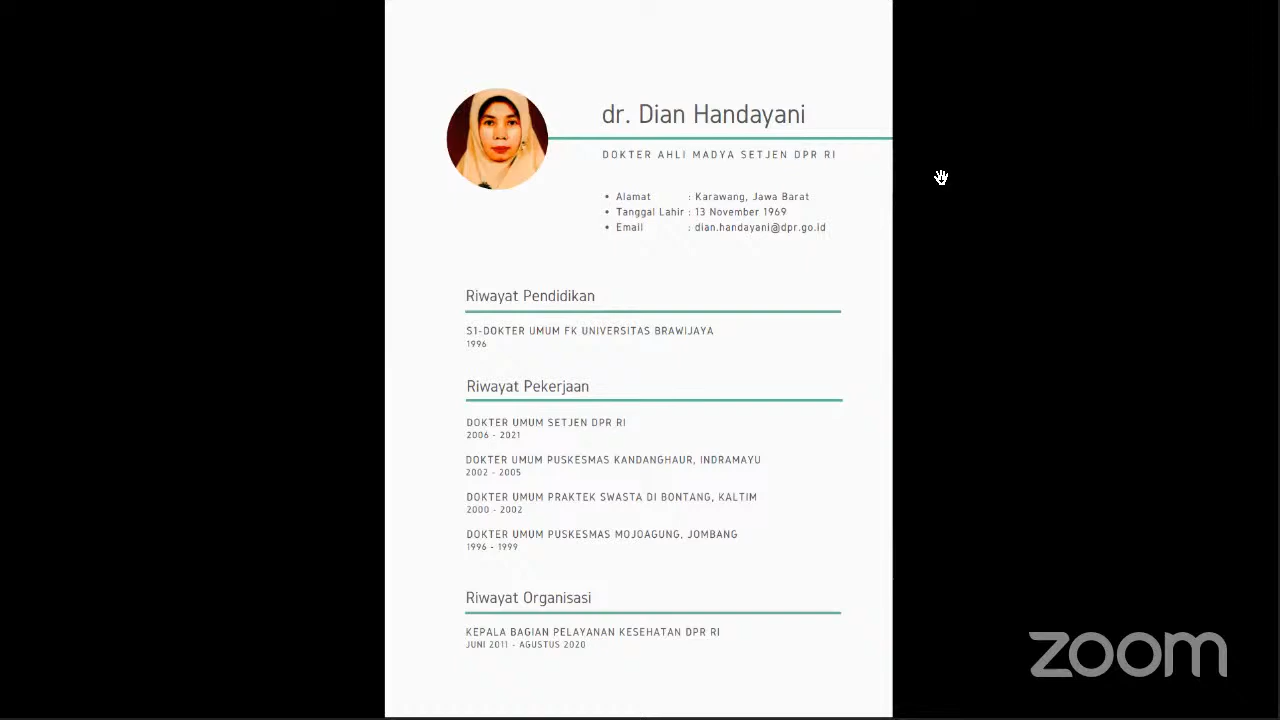 dr. Dian Handayani
DOKTER AHLI MADYA SETJEN DPR RI
• Alamat : Karawang, Jawa Barat
• Tanggal Lahir : 13 November 1969
• Email : dian.handayani@dpr.go.id
Riwayat Pendidikan
S1-DOKTER UMUM FK UNIVERSITAS BRAWIJAYA
1996
Riwayat Pekerjaan
DOKTER UMUM SETJEN DPR RI
2006 - 2021
DOKTER UMUM PUSKESMAS KANDANGHAUR, INDRAMAYU
2002 - 2005
DOKTER UMUM PRAKTEK SWASTA DI BONTANG, KALTIM
2000 - 2002
DOKTER UMUM PUSKESMAS MOJOAGUNG, JOMBANG
1996 - 1999
Riwayat Organisasi
KEPALA BAGIAN PELAYANAN KESEHATAN DPR RI
JUNI 2011 - AGUSTUS 2020
zoom